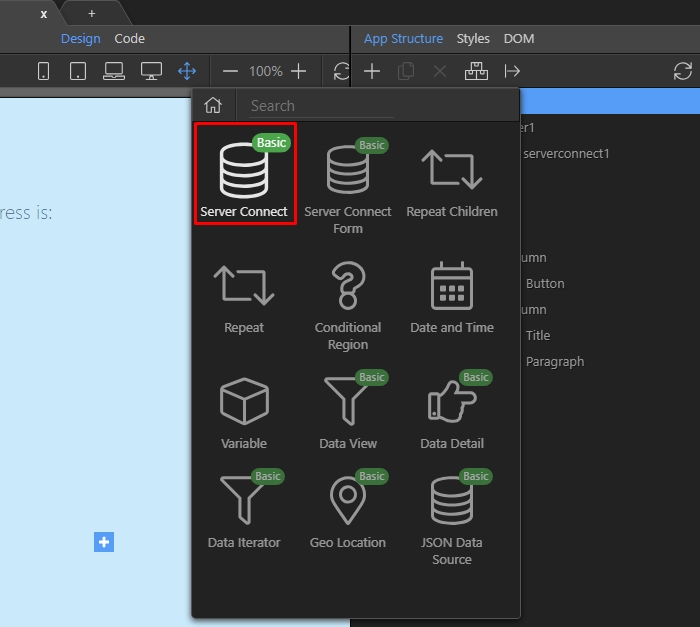 x
+
Design Code
App Structure Styles DOM
100%
Search
Basic
Server Connect
Basic
Server Connect
Form
Repeat Children
Repeat
Conditional
Region
Date and Time
Variable
Basic
Data View
Basic
Data Detail
Basic
Data Iterator
Basic
Geo Location
Basic
JSON Data
Source
ress is:
er1
serverconnect1
umn
Button
umn
Title
Paragraph